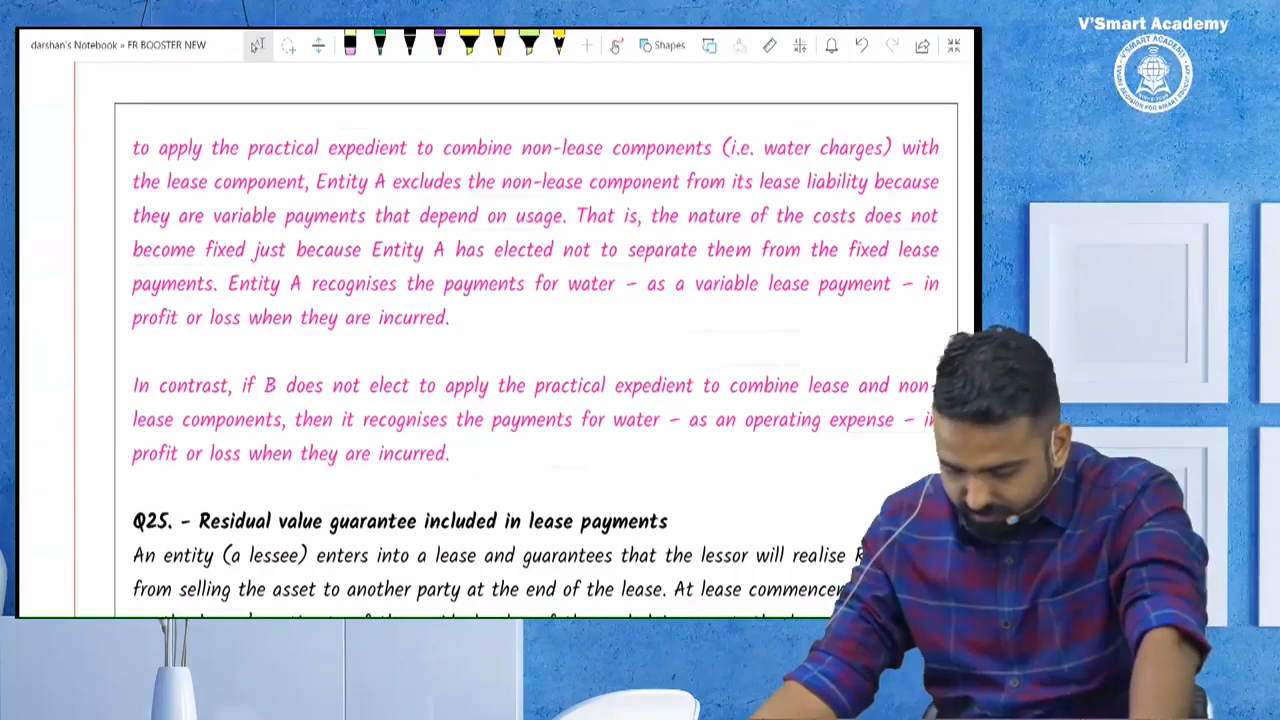 V'Smart Academy
darshan's Notebook » FR BOOSTER NEW
Shapes
to apply the practical expedient to combine non-lease components (i.e. water charges) with
the lease component, Entity A excludes the non-lease component from its lease liability because
they are variable payments that depend on usage. That is, the nature of the costs does not
become fixed just because Entity A has elected not to separate them from the fixed lease
payments. Entity A recognises the payments for water – as a variable lease payment – in
profit or loss when they are incurred.
In contrast, if B does not elect to apply the practical expedient to combine lease and non-
lease components, then it recognises the payments for water – as an operating expense – in
profit or loss when they are incurred.
Q25. - Residual value guarantee included in lease payments
An entity (a lessee) enters into a lease and guarantees that the lessor will realise
from selling the asset to another party at the end of the lease. At lease